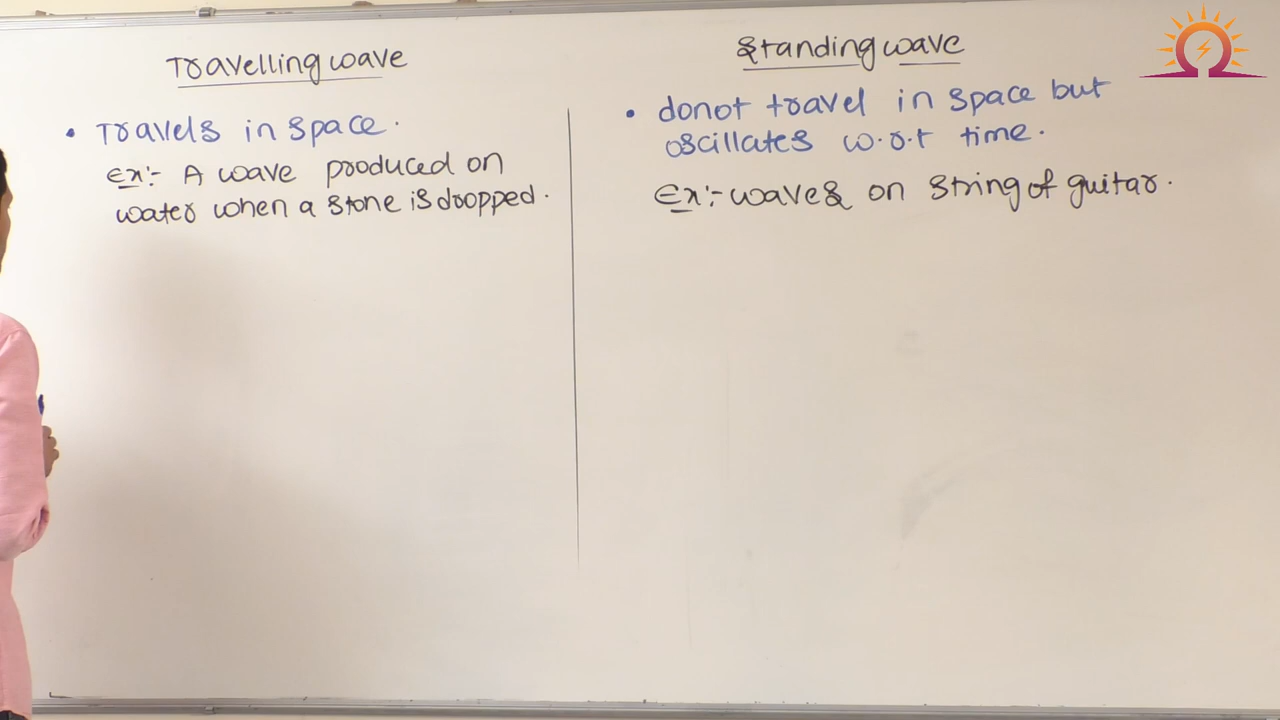 Travelling wave
• Travels in space.
Ex:- A wave produced on
water when a stone is dropped.
Standing wave
• donot travel in space but
oscillates w.r.t time.
Ex:- waves on string of guitar.